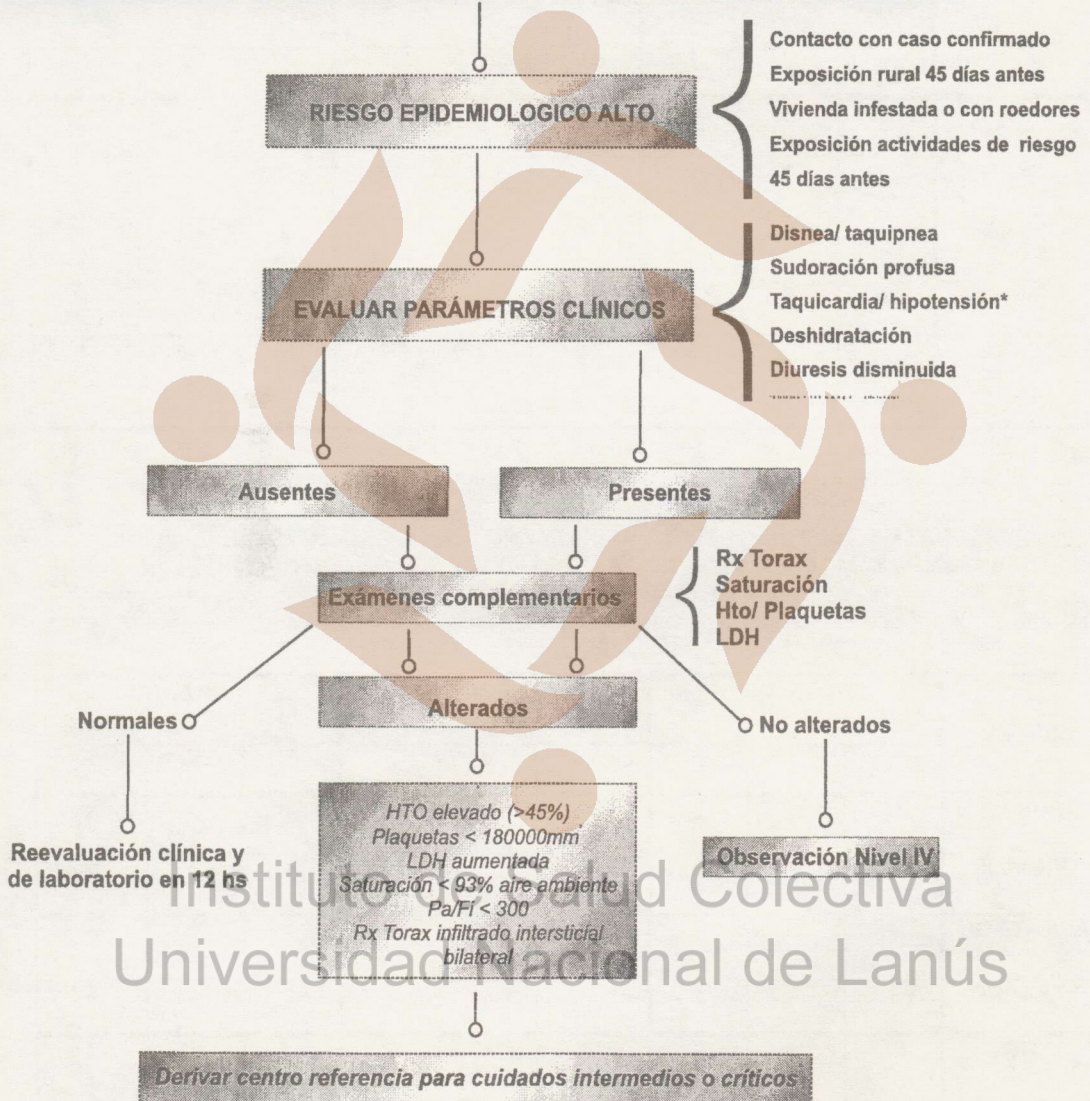 RIESGO EPIDEMIOLOGICO ALTO
Contacto con caso confirmado
Exposición rural 45 días antes
Vivienda infestada o con roedores
Exposición actividades de riesgo
45 días antes
EVALUAR PARÁMETROS CLÍNICOS
Disnea/ taquipnea
Sudoración profusa
Taquicardia/ hipotensión*
Deshidratación
Diuresis disminuida
Ausentes
Presentes
Exámenes complementarios
Rx Torax
Saturación
Hto/ Plaquetas
LDH
Normales
Alterados
No alterados
Reevaluación clínica y
de laboratorio en 12 hs
HTO elevado (>45%)
Plaquetas < 180000mm
LDH aumentada
Saturación < 93% aire ambiente
Pa/Fi < 300
Rx Torax infiltrado intersticial
bilateral
Observación Nivel IV
Instituto de Salud Colectiva
Universidad Nacional de Lanús
Derivar centro referencia para cuidados intermedios o críticos